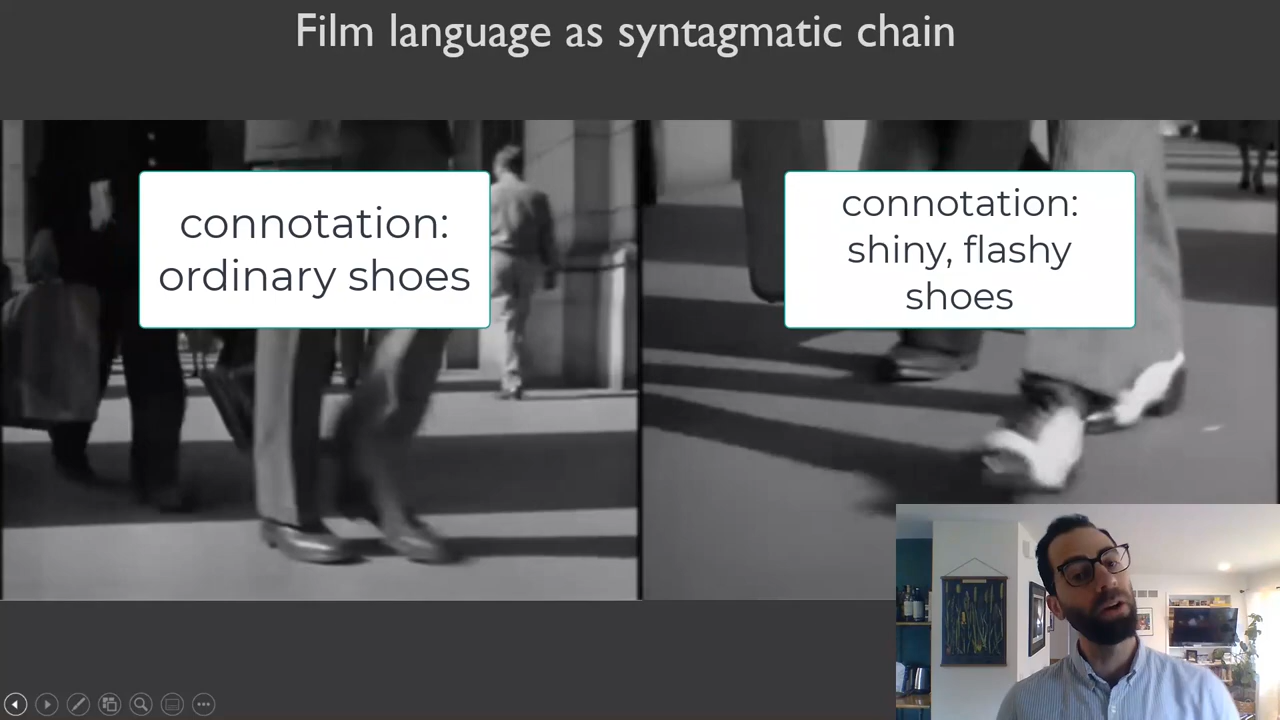 Film language as syntagmatic chain
connotation:
ordinary shoes
connotation:
shiny, flashy
shoes